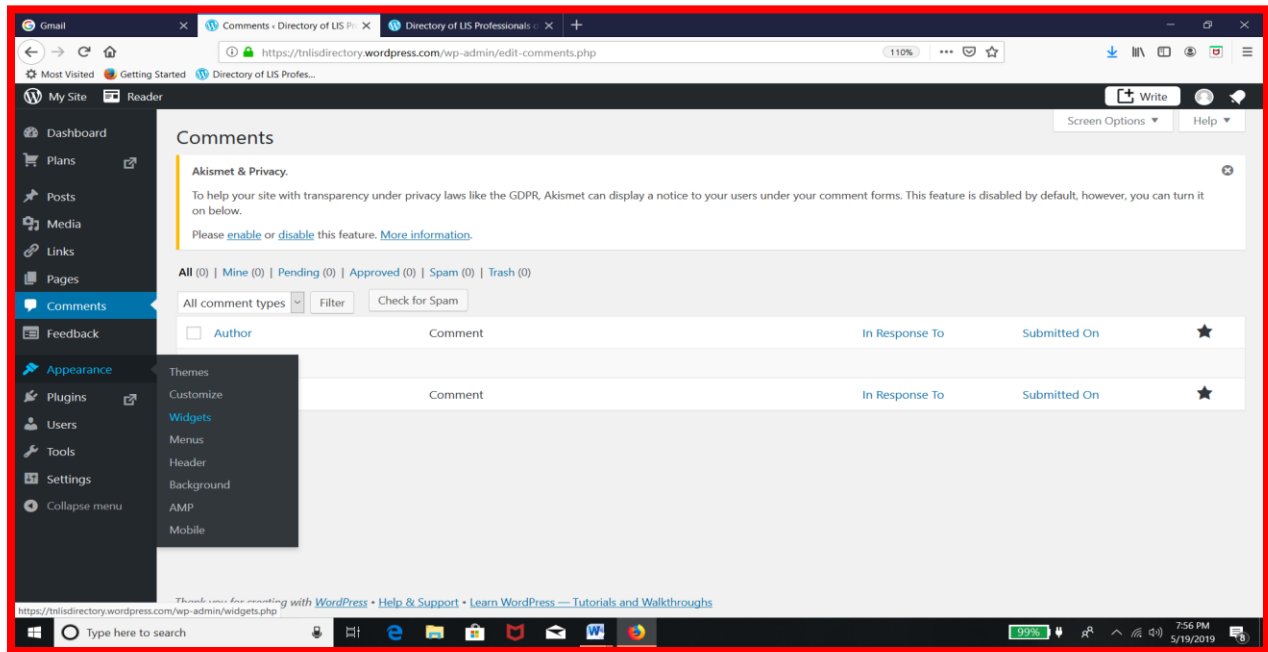 Gmail
Comments ‹ Directory of LIS Pr
Directory of LIS Professionals o
https://tnlisdirectory.wordpress.com/wp-admin/edit-comments.php
110%
Most Visited
Getting Started
Directory of LIS Profes...
My Site
Reader
Write
Dashboard
Plans
Posts
Media
Links
Pages
Comments
Feedback
Appearance
Plugins
Users
Tools
Settings
Collapse menu
Themes
Customize
Widgets
Menus
Header
Background
AMP
Mobile
Screen Options
Help
Comments
Akismet & Privacy.
To help your site with transparency under privacy laws like the GDPR, Akismet can display a notice to your users under your comment forms. This feature is disabled by default, however, you can turn it
on below.
Please enable or disable this feature. More information.
All (0) | Mine (0) | Pending (0) | Approved (0) | Spam (0) | Trash (0)
All comment types
Filter
Check for Spam
Author
Comment
In Response To
Submitted On
Comment
In Response To
Submitted On
Thank you for creating with WordPress • Help & Support • Learn WordPress — Tutorials and Walkthroughs
https://tnlisdirectory.wordpress.com/wp-admin/widgets.php
Type here to search
99%
7:56 PM
5/19/2019
8